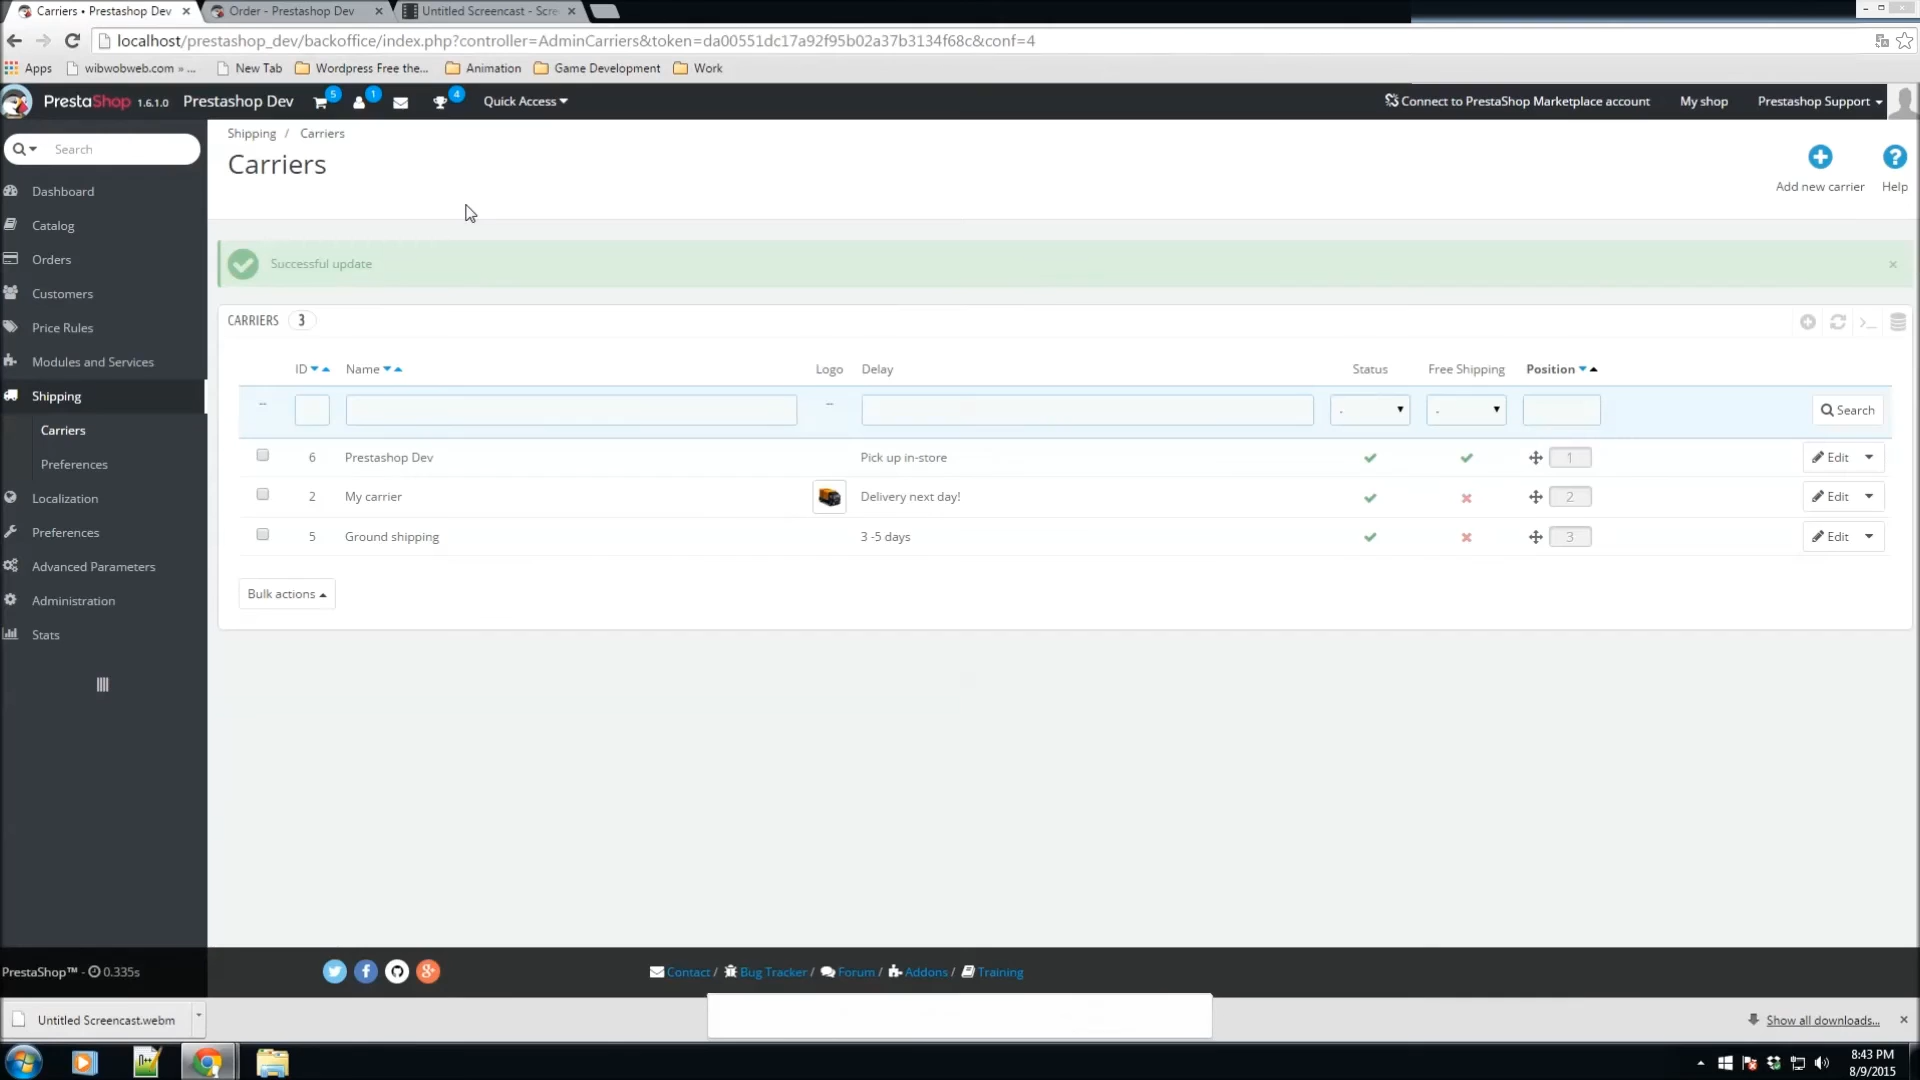 Carriers • Prestashop Dev
Order - Prestashop Dev
Untitled Screencast - Scre
localhost/prestashop_dev/backoffice/index.php?controller=AdminCarriers&token=da00551dc17a92f95b02a37b3134f68c&conf=4
Apps
wibwobweb.com » ...
New Tab
Wordpress Free the...
Animation
Game Development
Work
PrestaShop 1.6.1.0
Prestashop Dev
5
1
4
Quick Access
Connect to PrestaShop Marketplace account
My shop
Prestashop Support
Search
Shipping / Carriers
Carriers
Add new carrier
Help
Dashboard
Catalog
Orders
Customers
Price Rules
Modules and Services
Shipping
Carriers
Preferences
Localization
Preferences
Advanced Parameters
Administration
Stats
Successful update
CARRIERS 3
ID Name Logo Delay Status Free Shipping Position
-- -- - - Search
6 Prestashop Dev Pick up in-store 1 Edit
2 My carrier Delivery next day! 2 Edit
5 Ground shipping 3 -5 days 3 Edit
Bulk actions
PrestaShop™ - 0.335s
Contact / Bug Tracker / Forum / Addons / Training
Untitled Screencast.webm
Show all downloads...
8:43 PM
8/9/2015